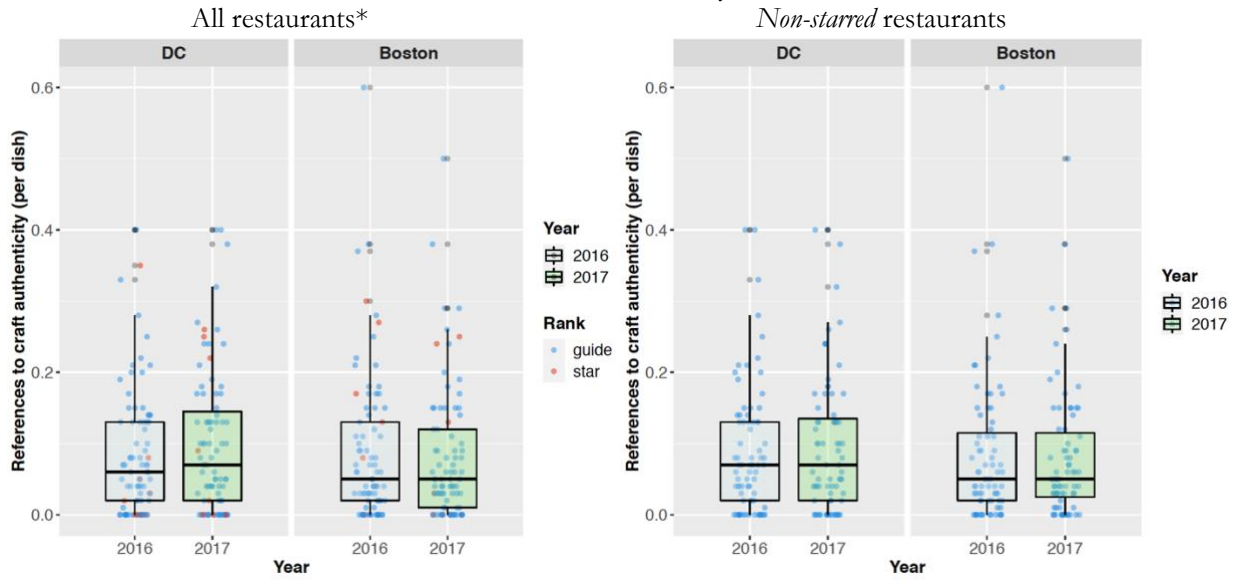 All restaurants*
DC
Boston
References to craft authenticity (per dish)
0.6
0.4
0.2
0.0
2016
2017
2016
2017
Year
Year
2016
2017
Rank
guide
star
Non-starred restaurants
DC
Boston
References to craft authenticity (per dish)
0.6
0.4
0.2
0.0
2016
2017
2016
2017
Year
Year
2016
2017